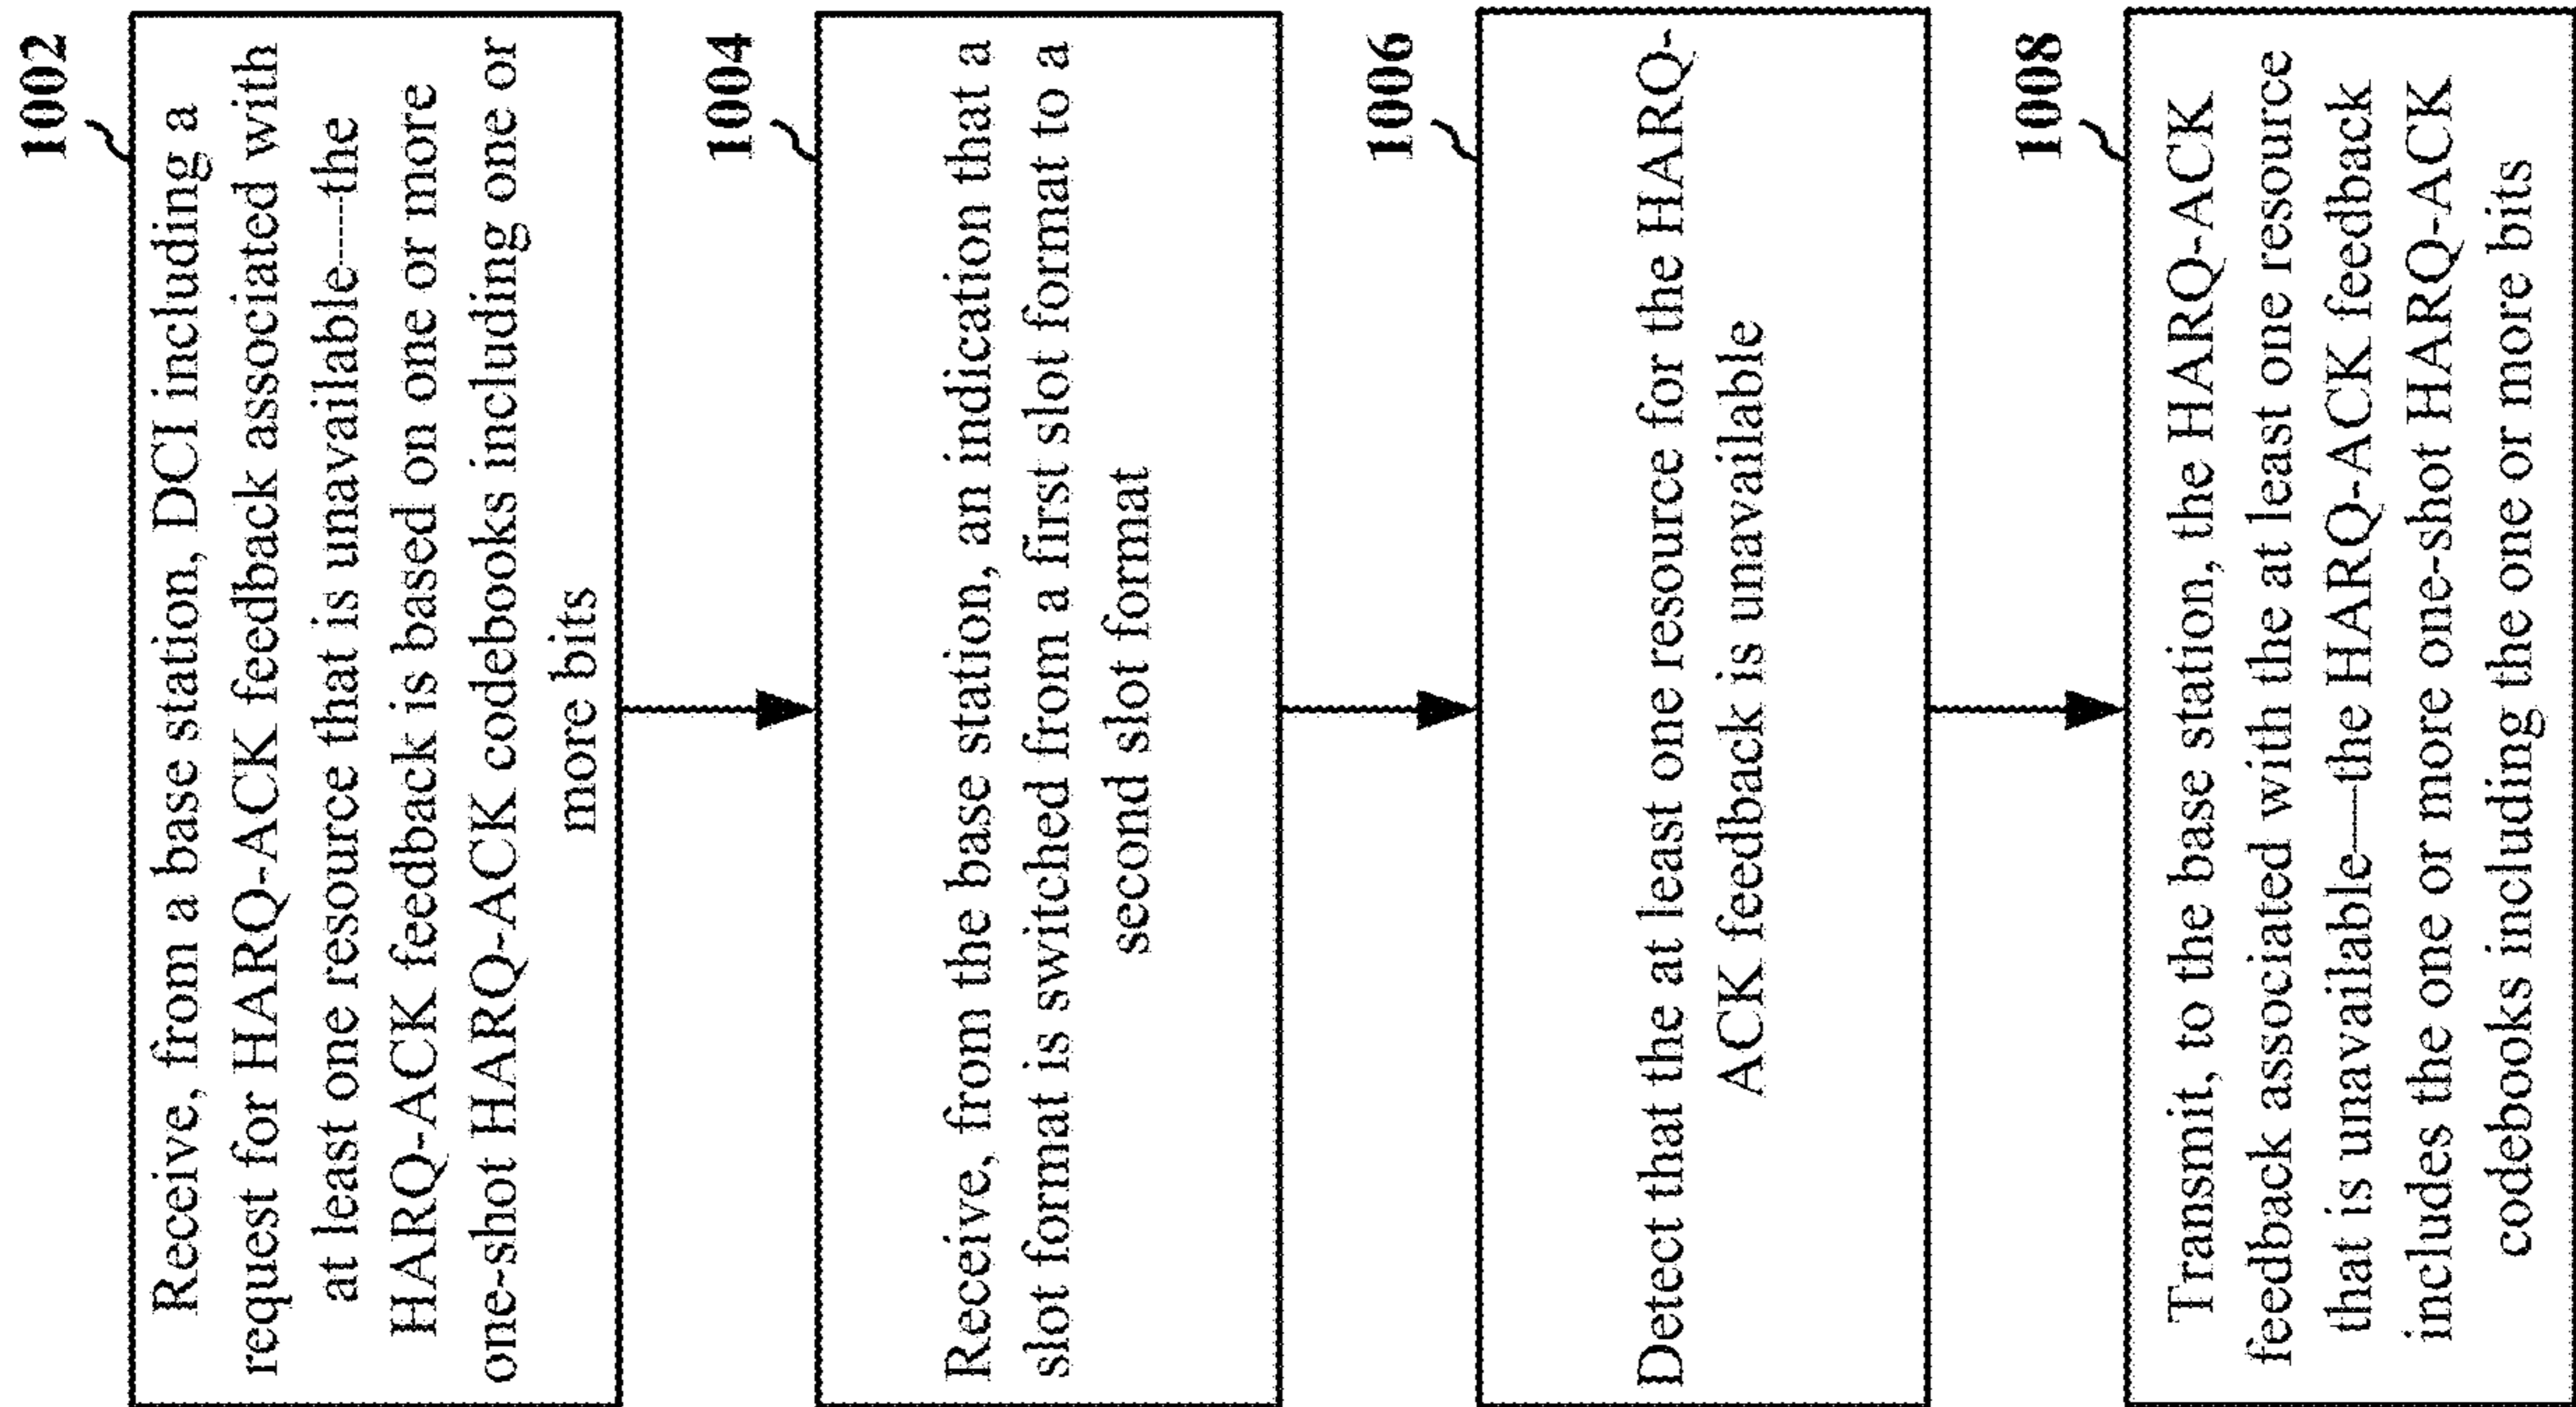 1002
Receive, from a base station, DCI including a
request for HARQ-ACK feedback associated with
at least one resource that is unavailable—the
HARQ-ACK feedback is based on one or more
one-shot HARQ-ACK codebooks including one or
more bits
1004
Receive, from the base station, an indication that a
slot format is switched from a first slot format to a
second slot format
1006
Detect that the at least one resource for the HARQ-
ACK feedback is unavailable
1008
Transmit, to the base station, the HARQ-ACK
feedback associated with the at least one resource
that is unavailable—the HARQ-ACK feedback
includes the one or more one-shot HARQ-ACK
codebooks including the one or more bits